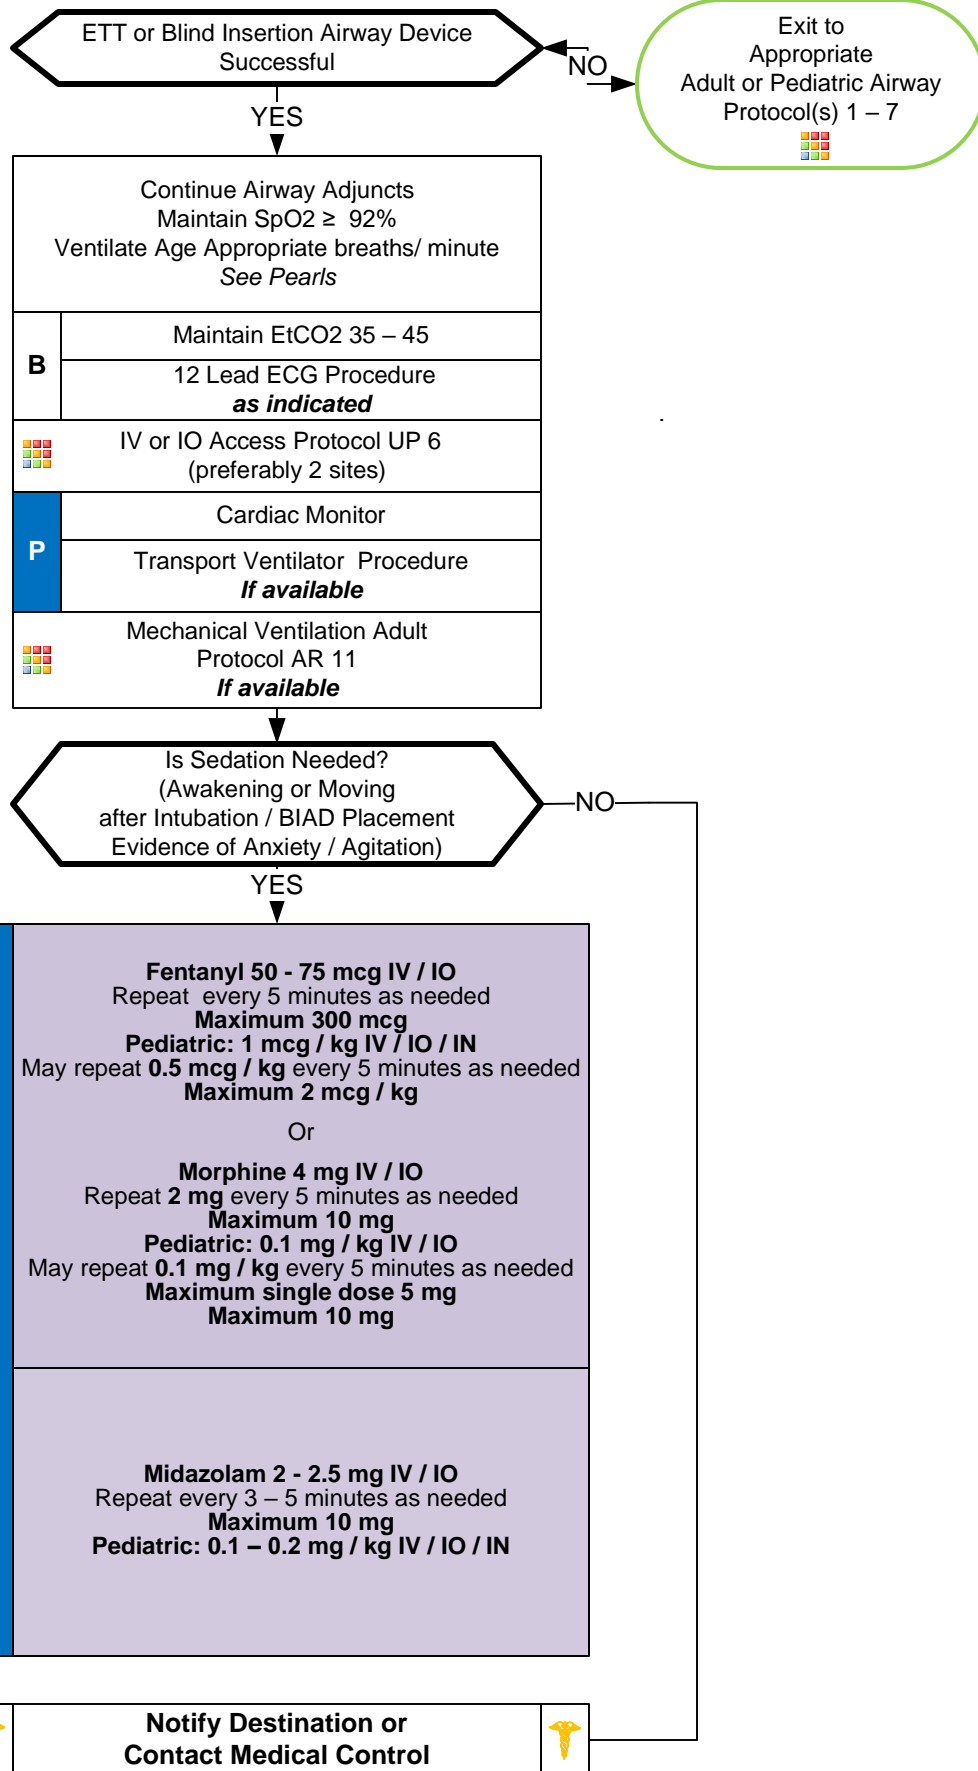 ETT or Blind Insertion Airway Device
Successful
NO
Exit to
Appropriate
Adult or Pediatric Airway
Protocol(s) 1 – 7
YES
Continue Airway Adjuncts
Maintain SpO2 ≥ 92%
Ventilate Age Appropriate breaths/ minute
See Pearls
B
Maintain EtCO2 35 – 45
12 Lead ECG Procedure
as indicated
IV or IO Access Protocol UP 6
(preferably 2 sites)
P
Cardiac Monitor
Transport Ventilator Procedure
If available
Mechanical Ventilation Adult
Protocol AR 11
If available
Is Sedation Needed?
(Awakening or Moving
after Intubation / BIAD Placement
Evidence of Anxiety / Agitation)
NO
YES
Fentanyl 50 - 75 mcg IV / IO
Repeat every 5 minutes as needed
Maximum 300 mcg
Pediatric: 1 mcg / kg IV / IO / IN
May repeat 0.5 mcg / kg every 5 minutes as needed
Maximum 2 mcg / kg
Or
Morphine 4 mg IV / IO
Repeat 2 mg every 5 minutes as needed
Maximum 10 mg
Pediatric: 0.1 mg / kg IV / IO
May repeat 0.1 mg / kg every 5 minutes as needed
Maximum single dose 5 mg
Maximum 10 mg
Midazolam 2 - 2.5 mg IV / IO
Repeat every 3 – 5 minutes as needed
Maximum 10 mg
Pediatric: 0.1 – 0.2 mg / kg IV / IO / IN
Notify Destination or
Contact Medical Control